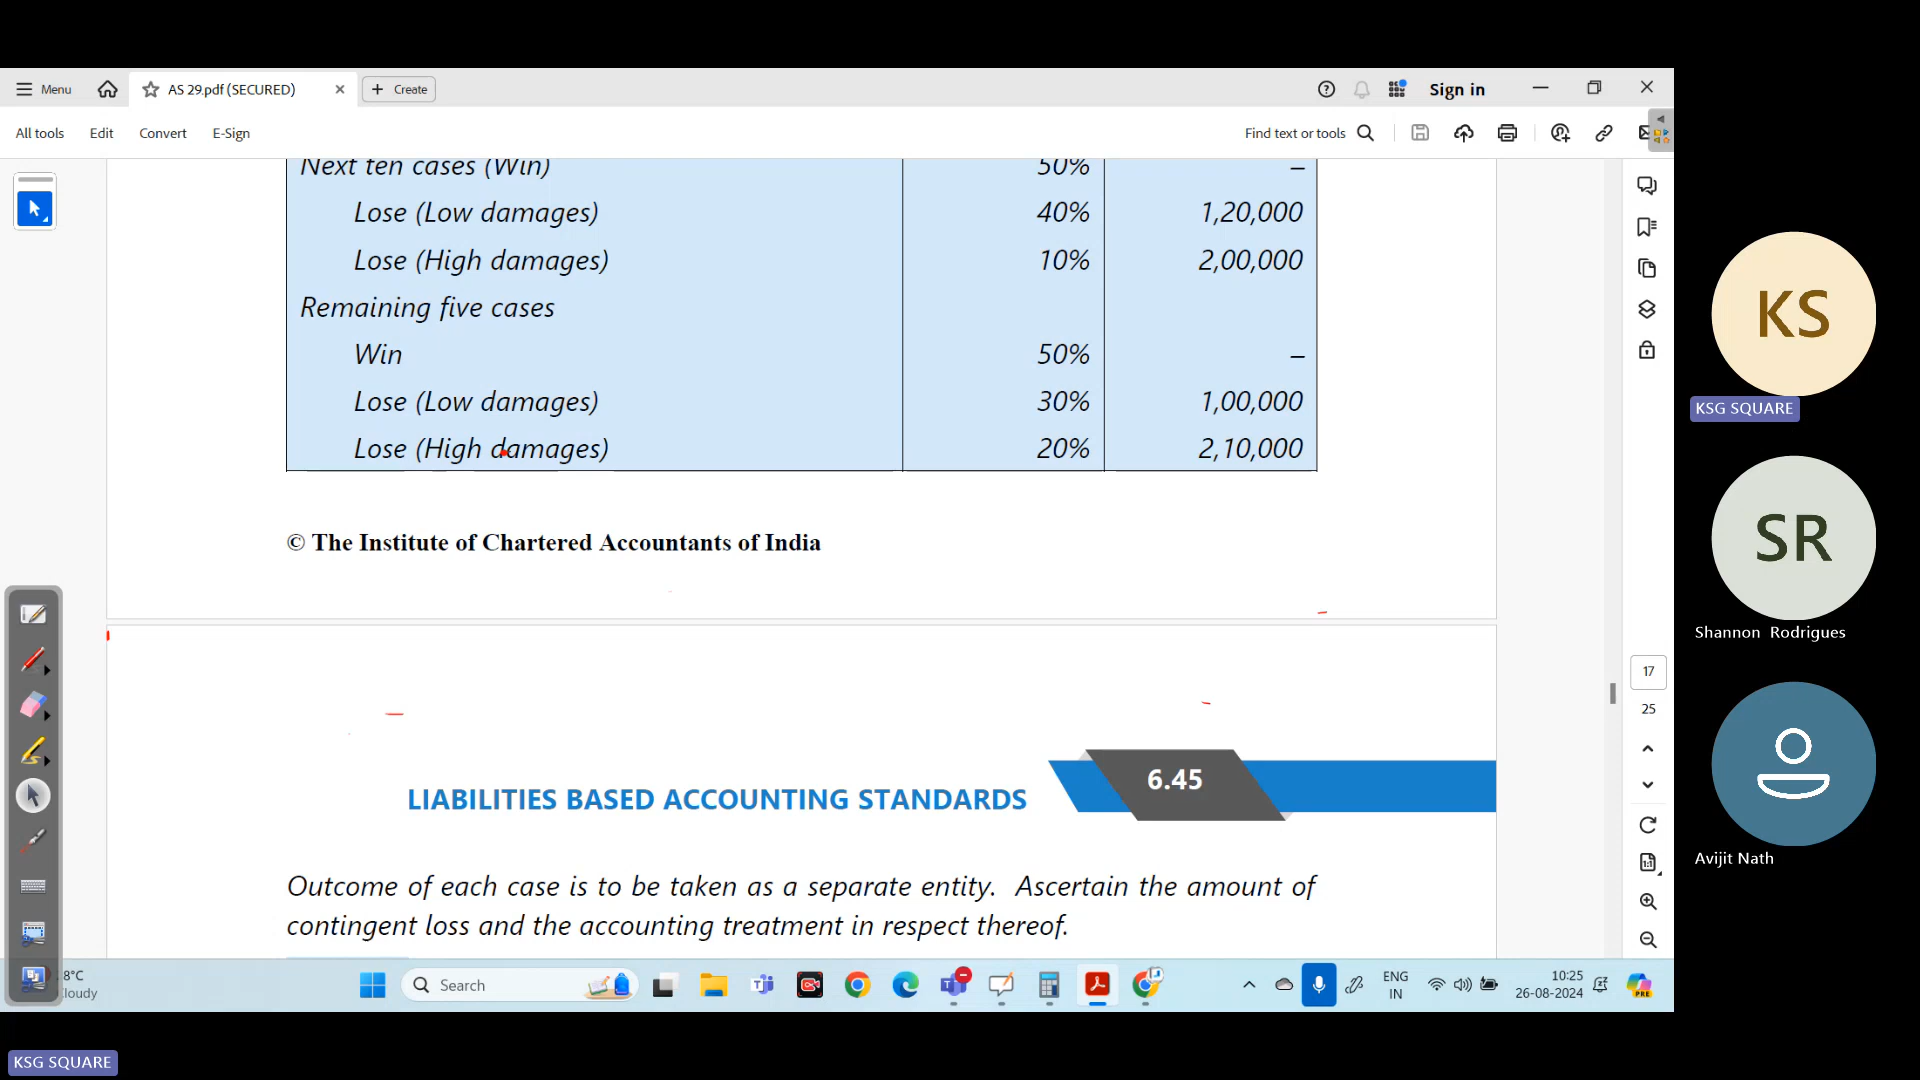 Menu
AS 29.pdf (SECURED)
Create
Sign in
All tools
Edit
Convert
E-Sign
Find text or tools
Next ten cases (Win) 50% –
Lose (Low damages) 40% 1,20,000
Lose (High damages) 10% 2,00,000
Remaining five cases
Win 50% –
Lose (Low damages) 30% 1,00,000
Lose (High damages) 20% 2,10,000
© The Institute of Chartered Accountants of India
LIABILITIES BASED ACCOUNTING STANDARDS
6.45
Outcome of each case is to be taken as a separate entity. Ascertain the amount of
contingent loss and the accounting treatment in respect thereof.
17
25
1:1
KS
KSG SQUARE
SR
Shannon Rodrigues
Avijit Nath
8°C
Cloudy
Search
ENG
IN
10:25
26-08-2024
PRE
KSG SQUARE